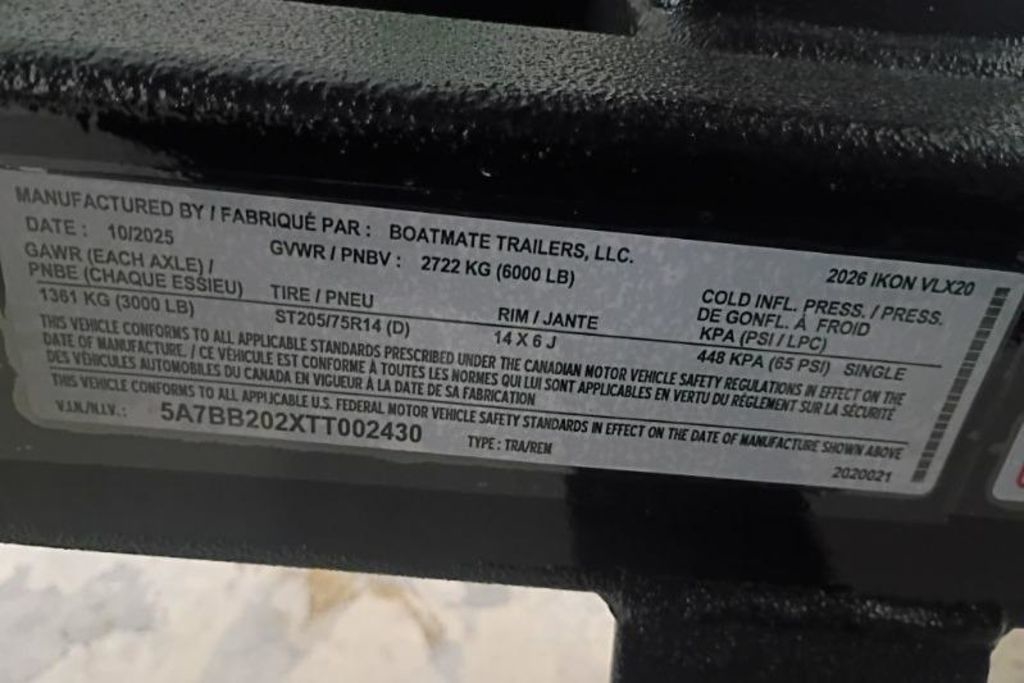 MANUFACTURED BY / FABRIQUÉ PAR : BOATMATE TRAILERS, LLC.
DATE : 10/2025 GVWR / PNBV : 2722 KG (6000 LB) 2026 IKON VLX20
GAWR (EACH AXLE) /
PNBE (CHAQUE ESSIEU) TIRE / PNEU RIM / JANTE COLD INFL. PRESS. / PRESS.
DE GONFL. À FROID
KPA (PSI / LPC)
1361 KG (3000 LB) ST205/75R14 (D) 14 X 6 J 448 KPA (65 PSI) SINGLE
THIS VEHICLE CONFORMS TO ALL APPLICABLE STANDARDS PRESCRIBED UNDER THE CANADIAN MOTOR VEHICLE SAFETY REGULATIONS IN EFFECT ON THE
DATE OF MANUFACTURE. / CE VÉHICULE EST CONFORME À TOUTES LES NORMES QUI LUI SONT APPLICABLES EN VERTU DU RÈGLEMENT SUR LA SÉCURITÉ
DES VÉHICULES AUTOMOBILES DU CANADA EN VIGUEUR À LA DATE DE SA FABRICATION
THIS VEHICLE CONFORMS TO ALL APPLICABLE U.S. FEDERAL MOTOR VEHICLE SAFETY STANDARDS IN EFFECT ON THE DATE OF MANUFACTURE SHOWN ABOVE
V.I.N./N.I.V.: 5A7BB202XTT002430 TYPE : TRA/REM 2020021